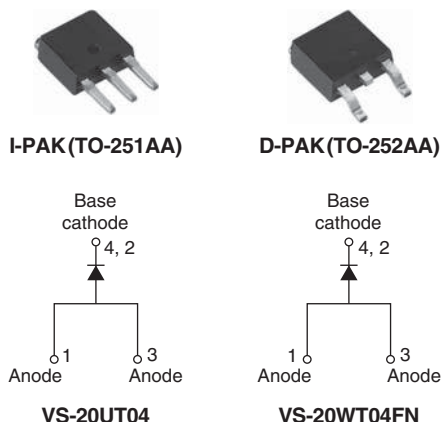 I-PAK (TO-251AA)
D-PAK (TO-252AA)
Base
cathode
4, 2
1
3
Anode
Anode
VS-20UT04
Base
cathode
4, 2
1
3
Anode
Anode
VS-20WT04FN